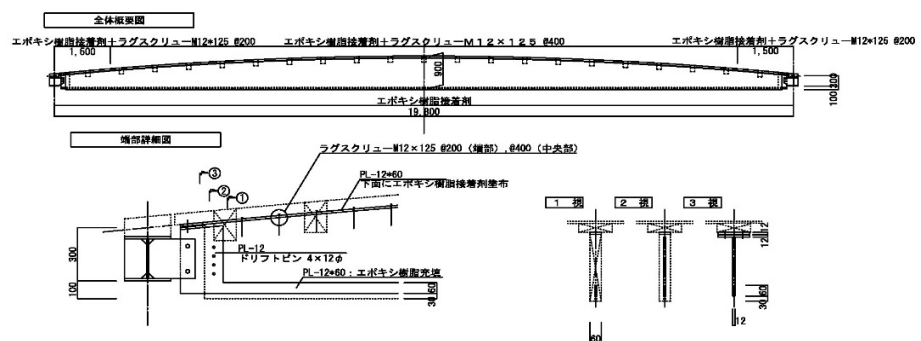 全体概要図
エポキシ樹脂接着剤＋ラグスクリューM12*125 @200
エポキシ樹脂接着剤＋ラグスクリューＭ１２×１２５ @400
エポキシ樹脂接着剤＋ラグスクリューM12*125 @200
1,500
1,500
900
100 300
エポキシ樹脂接着剤
19,800
端部詳細図
ラグスクリューM12×125 @200（端部）,@400（中央部）
③
②
①
PL-12*60
下面にエポキシ樹脂接着剤塗布
PL-12
ドリフトピン 4×12φ
PL-12*60：エポキシ樹脂充填
300
100
30 60
１ 視
２ 視
３ 視
12 12
30 60
60
12